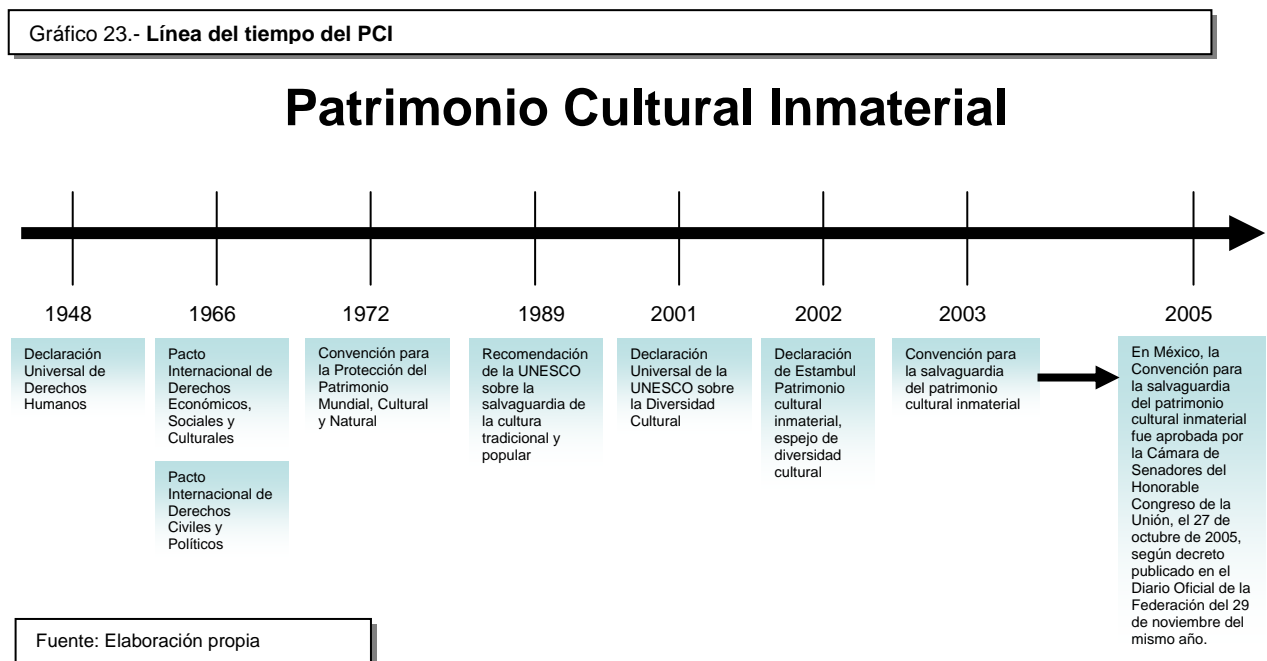 Gráfico 23.- Línea del tiempo del PCI
Patrimonio Cultural Inmaterial
1948
Declaración
Universal de
Derechos
Humanos
1966
Pacto
Internacional de
Derechos
Económicos,
Sociales y
Culturales
Pacto
Internacional de
Derechos
Civiles y
Políticos
1972
Convención para
la Protección del
Patrimonio
Mundial, Cultural
y Natural
1989
Recomendación
de la UNESCO
sobre la
salvaguardia de
la cultura
tradicional y
popular
2001
Declaración
Universal de la
UNESCO sobre
la Diversidad
Cultural
2002
Declaración
de Estambul
Patrimonio
cultural
inmaterial,
espejo de
diversidad
cultural
2003
Convención para
la salvaguardia
del patrimonio
cultural inmaterial
2005
En México, la
Convención para
la salvaguardia
del patrimonio
cultural inmaterial
fue aprobada por
la Cámara de
Senadores del
Honorable
Congreso de la
Unión, el 27 de
octubre de 2005,
según decreto
publicado en el
Diario Oficial de la
Federación del 29
de noviembre del
mismo año.
Fuente: Elaboración propia